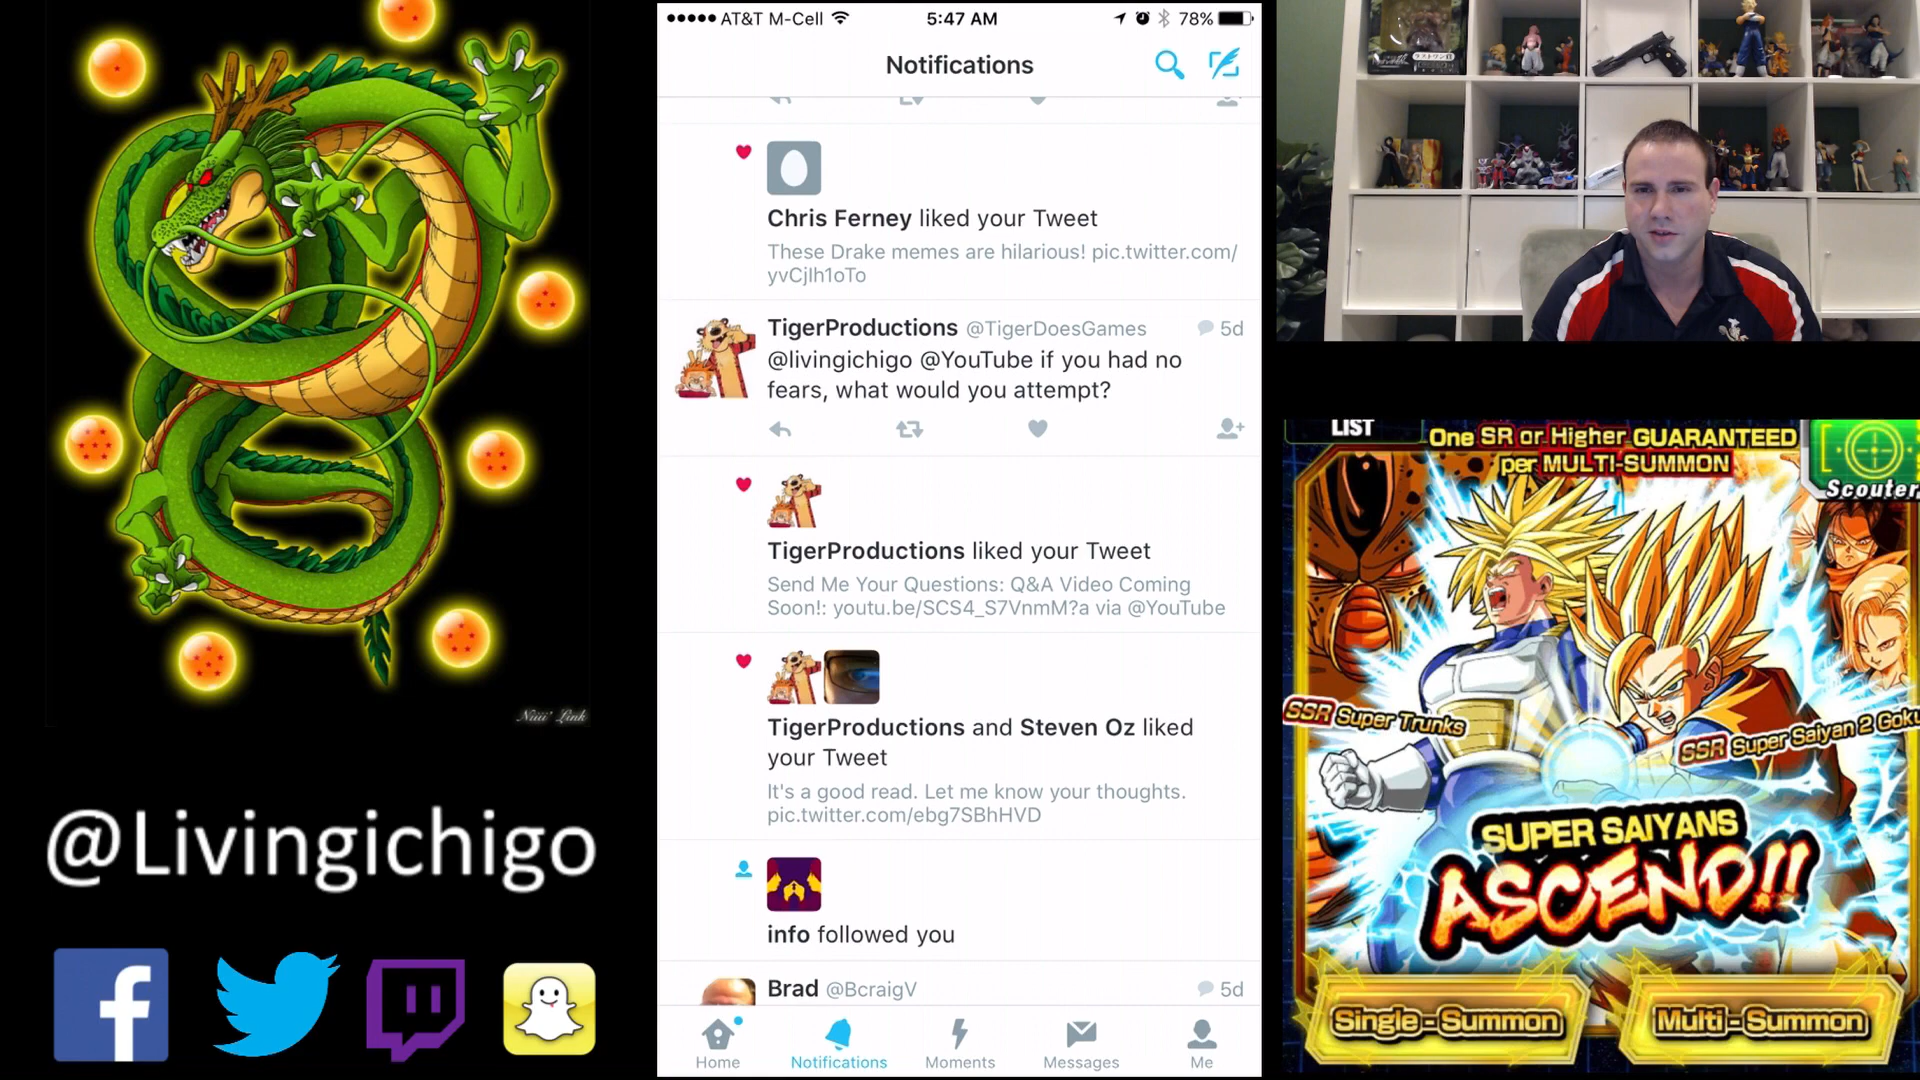 Niiii' Link
@Livingichigo
AT&T M-Cell
5:47 AM
78%
Notifications
Chris Ferney liked your Tweet
These Drake memes are hilarious! pic.twitter.com/
yvCjlh1oTo
TigerProductions @TigerDoesGames
5d
@livingichigo @YouTube if you had no
fears, what would you attempt?
TigerProductions liked your Tweet
Send Me Your Questions: Q&A Video Coming
Soon!: youtu.be/SCS4_S7VnmM?a via @YouTube
TigerProductions and Steven Oz liked
your Tweet
It's a good read. Let me know your thoughts.
pic.twitter.com/ebg7SBhHVD
info followed you
Brad @BcraigV
5d
Home
Notifications
Moments
Messages
Me
LIST
One SR or Higher GUARANTEED
per MULTI-SUMMON
Scouter
SSR Super Trunks
SSR Super Saiyan 2 Goku
SUPER SAIYANS
ASCEND!!
Single-Summon
Multi-Summon